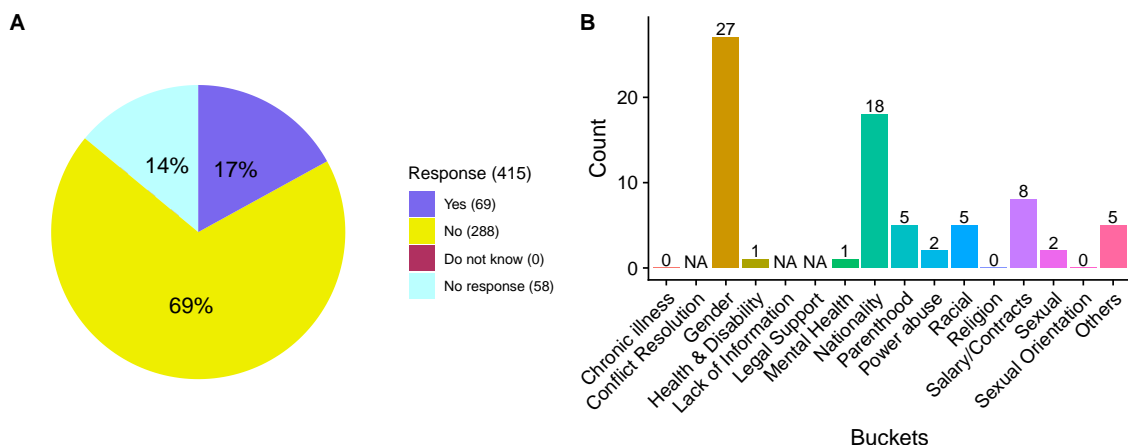 A
14%
17%
69%
Response (415)
Yes (69)
No (288)
Do not know (0)
No response (58)
B
Count
20
10
0
0
NA
27
1
NA
NA
1
18
5
2
5
0
8
2
0
5
Chronic illness
Conflict Resolution
Gender
Health & Disability
Lack of Information
Legal Support
Mental Health
Nationality
Parenthood
Power abuse
Racial
Religion
Salary/Contracts
Sexual
Sexual Orientation
Others
Buckets